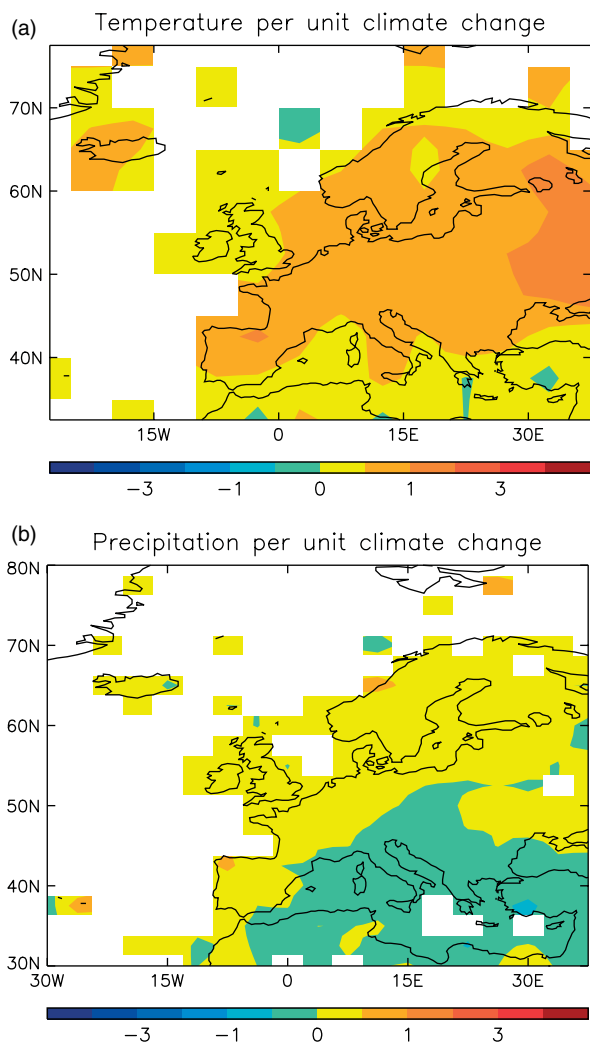 (a) Temperature per unit climate change
70N
60N
50N
40N
15W 0 15E 30E
−3 −1 0 1 3
(b) Precipitation per unit climate change
80N
70N
60N
50N
40N
30N
30W 15W 0 15E 30E
−3 −1 0 1 3